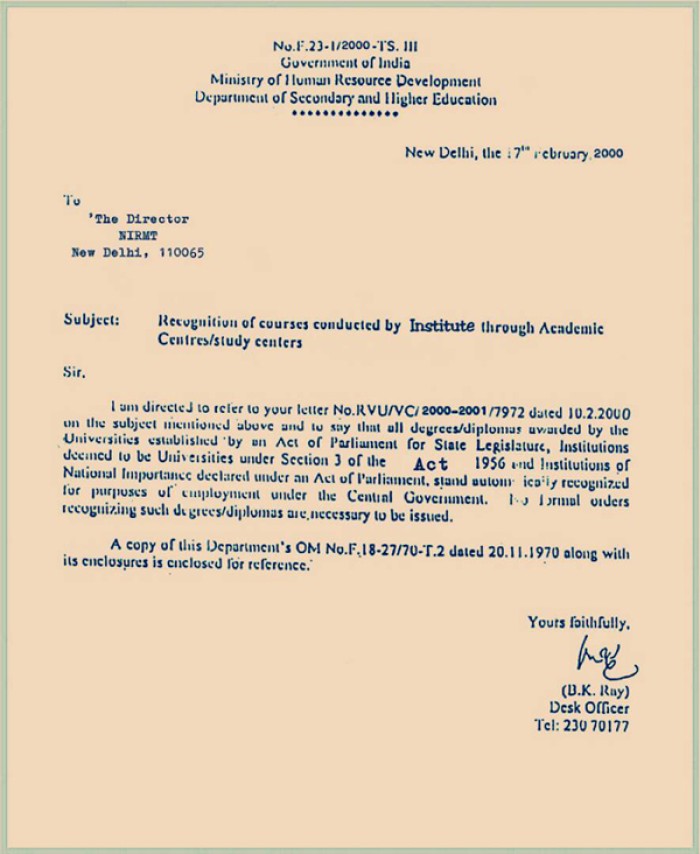 No.F.23-1/2000-TS. III
Government of India
Ministry of Human Resource Development
Department of Secondary and Higher Education
New Delhi, the 17th February, 2000
To
'The Director
NIRMT
New Delhi, 110065
Subject: Recognition of courses conducted by Institute through Academic
Centres/study centers
Sir,
I am directed to refer to your letter No.RVU/VC/2000-2001/7972 dated 10.2.2000
on the subject mentioned above and to say that all degrees/diplomas awarded by the
Universities established by an Act of Parliament for State Legislature, Institutions
deemed to be Universities under Section 3 of the Act 1956 and Institutions of
National Importance declared under an Act of Parliament, stand automatically recognized
for purposes of employment under the Central Government. No formal orders
recognizing such degrees/diplomas are necessary to be issued.
A copy of this Department's OM No.F.18-27/70-T.2 dated 20.11.1970 along with
its enclosures is enclosed for reference.
Yours faithfully,
(B.K. Ray)
Desk Officer
Tel: 230 70177